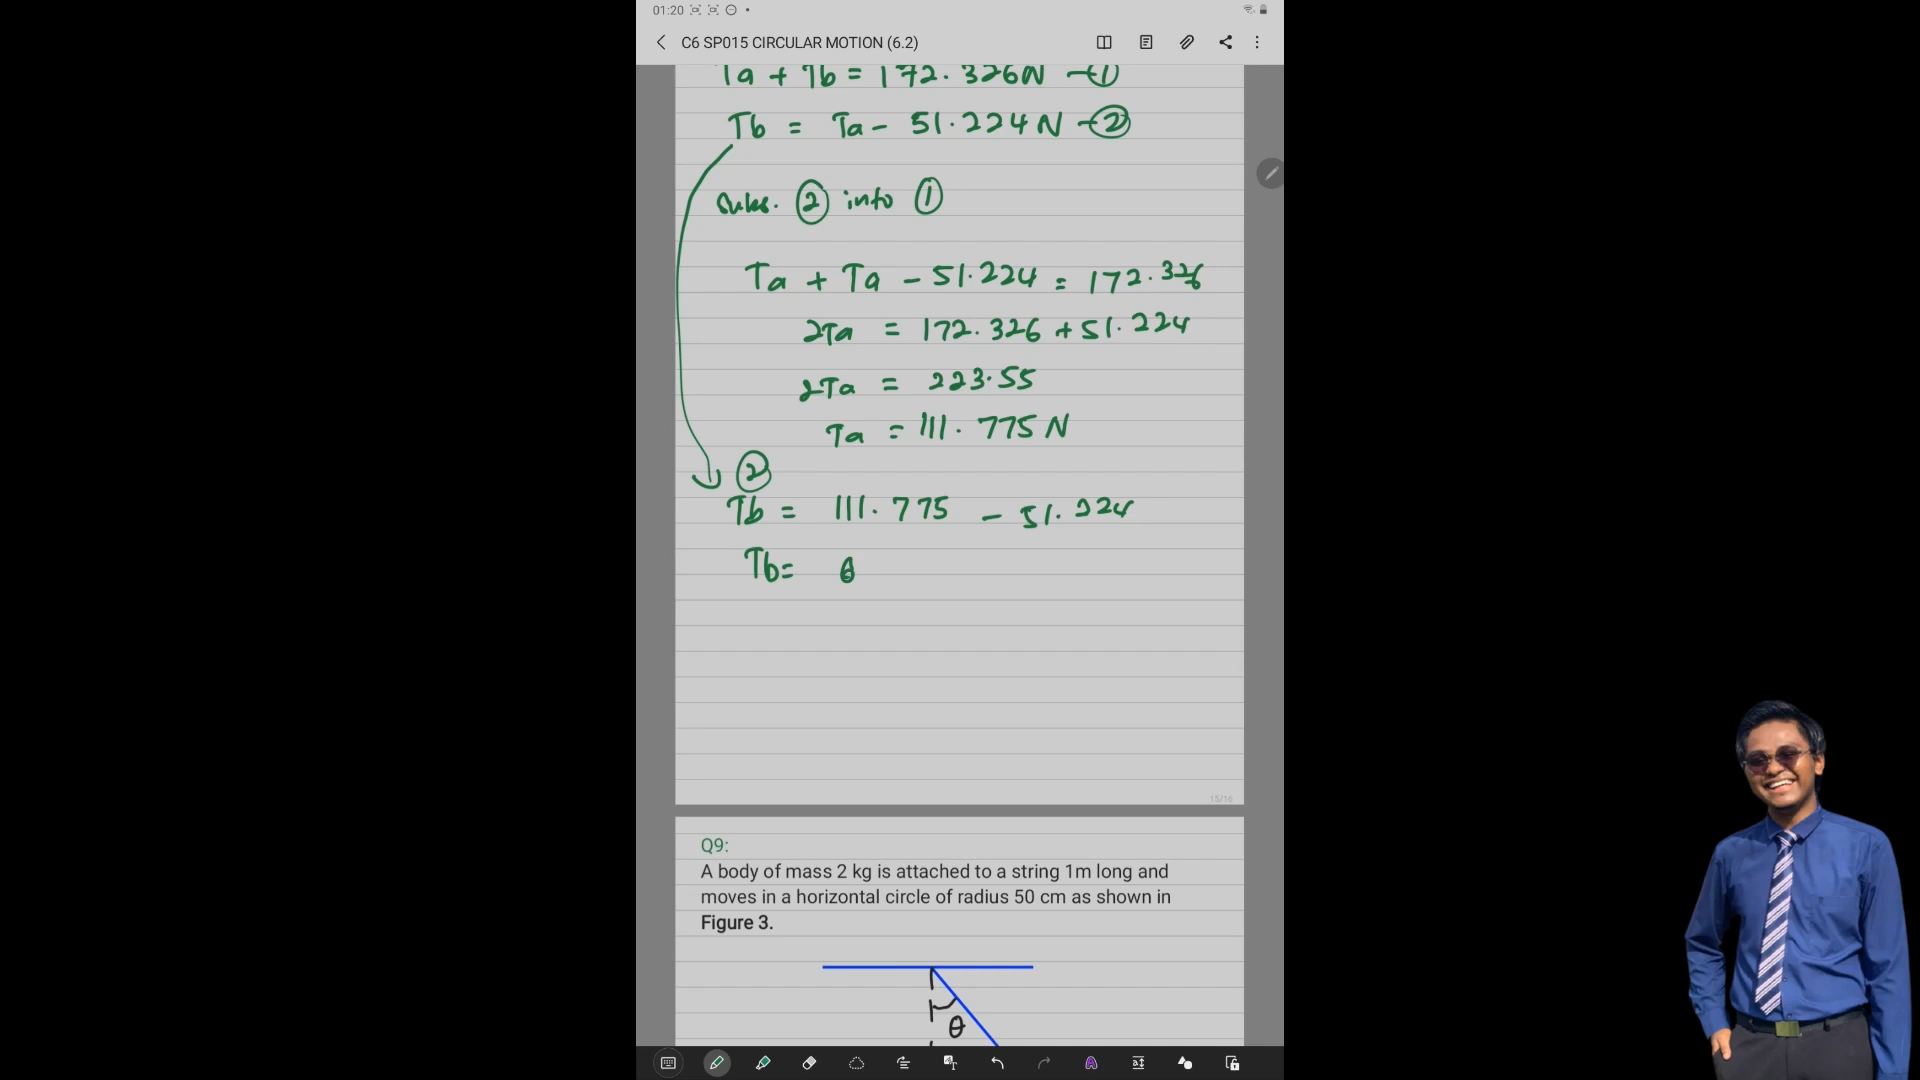 01:20
C6 SP015 CIRCULAR MOTION (6.2)
Ta + Tb = 172.326N —①
Tb = Ta - 51.224N —②
Subs. ② into ①
Ta + Ta - 51.224 = 172.326
2Ta = 172.326 + 51.224
2Ta = 223.55
Ta = 111.775 N
②
Tb = 111.775 - 51.224
Tb =
15/16
Q9:
A body of mass 2 kg is attached to a string 1m long and
moves in a horizontal circle of radius 50 cm as shown in
Figure 3.
θ